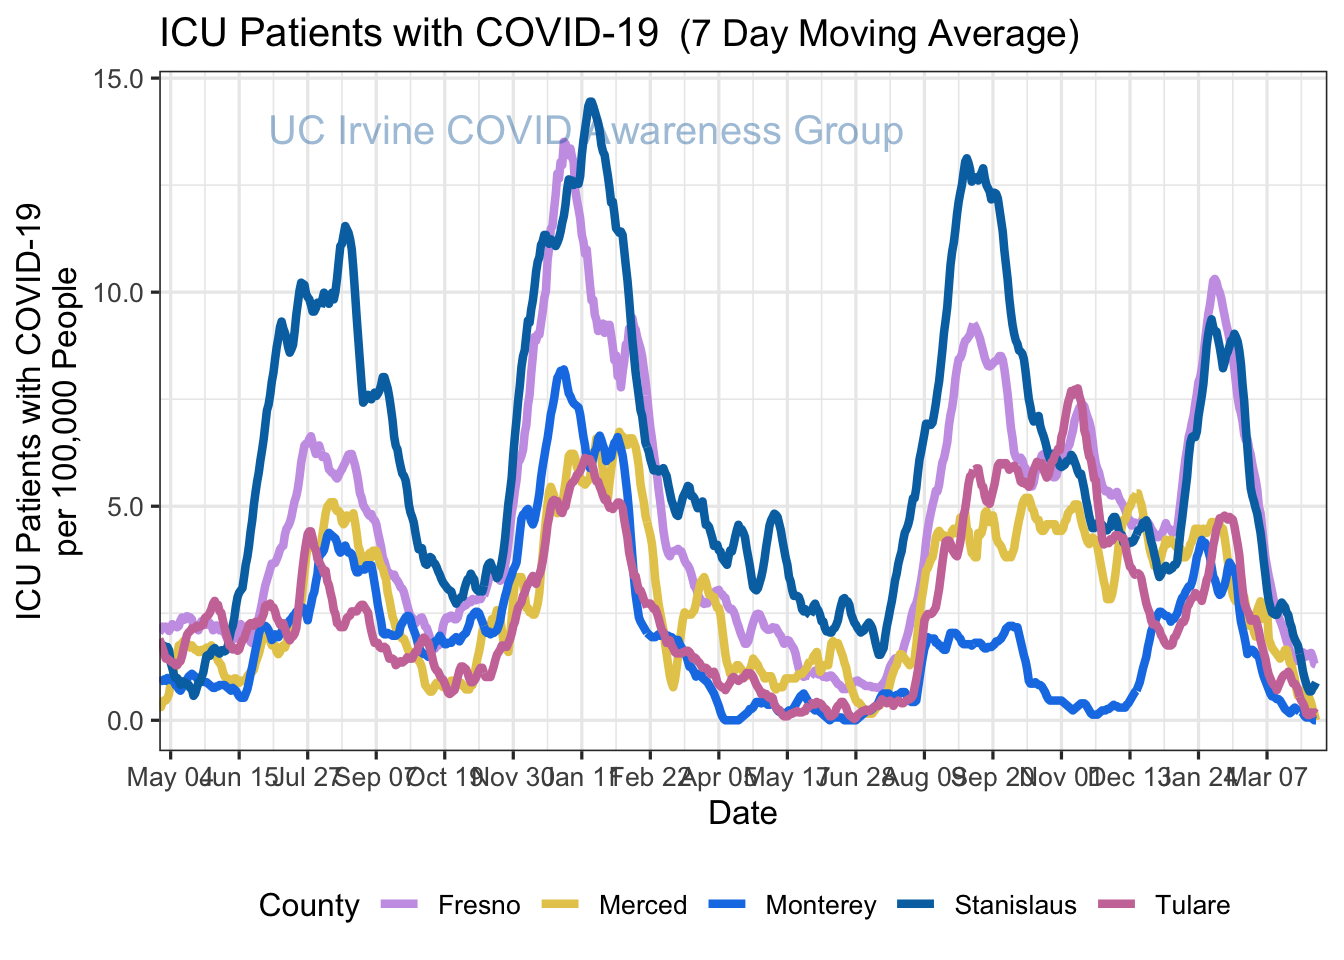 ICU Patients with COVID-19 (7 Day Moving Average)
UC Irvine COVID Awareness Group
ICU Patients with COVID-19
per 100,000 People
15.0
10.0
5.0
0.0
May 04 Jun 15 Jul 27 Sep 07 Oct 19 Nov 30 Jan 11 Feb 22 Apr 05 May 17 Jun 28 Aug 09 Sep 20 Nov 01 Dec 13 Jan 24 Mar 07
Date
County Fresno Merced Monterey Stanislaus Tulare